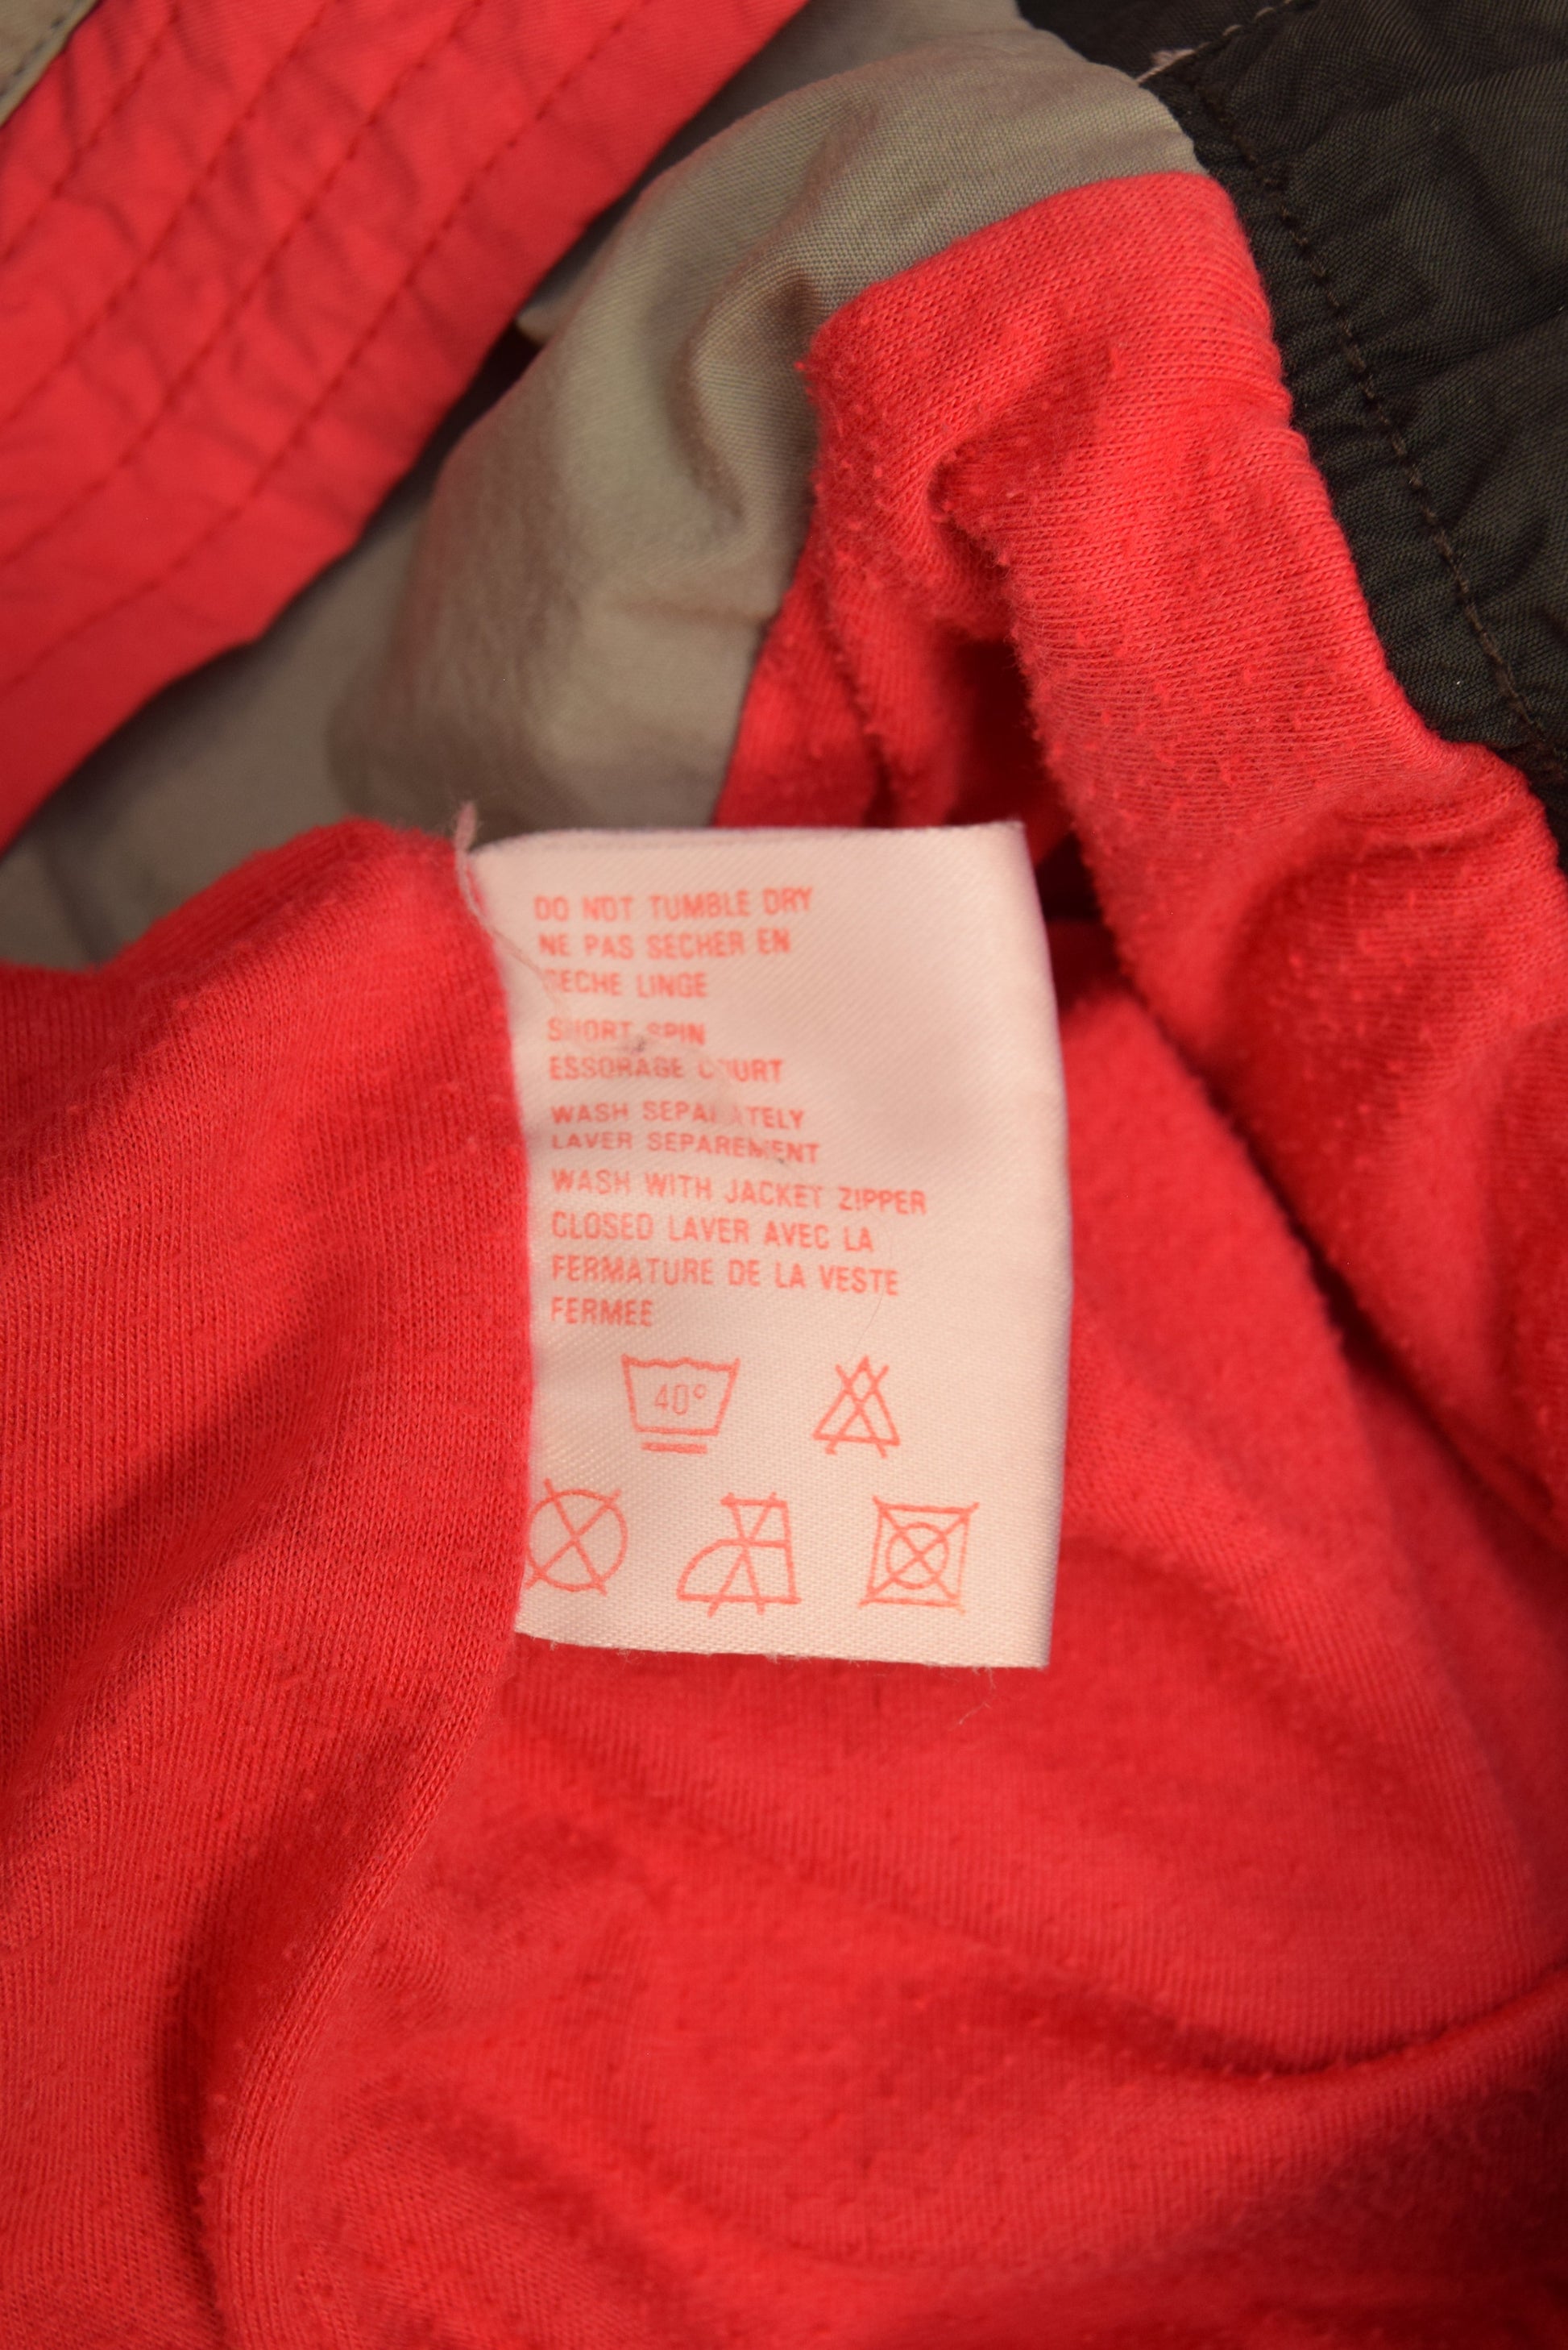 DO NOT TUMBLE DRY
NE PAS SECHER EN
SECHE LINGE
SHORT SPIN
ESSORAGE COURT
WASH SEPARATELY
LAVER SEPAREMENT
WASH WITH JACKET ZIPPER
CLOSED LAVER AVEC LA
FERMATURE DE LA VESTE
FERMEE
40°